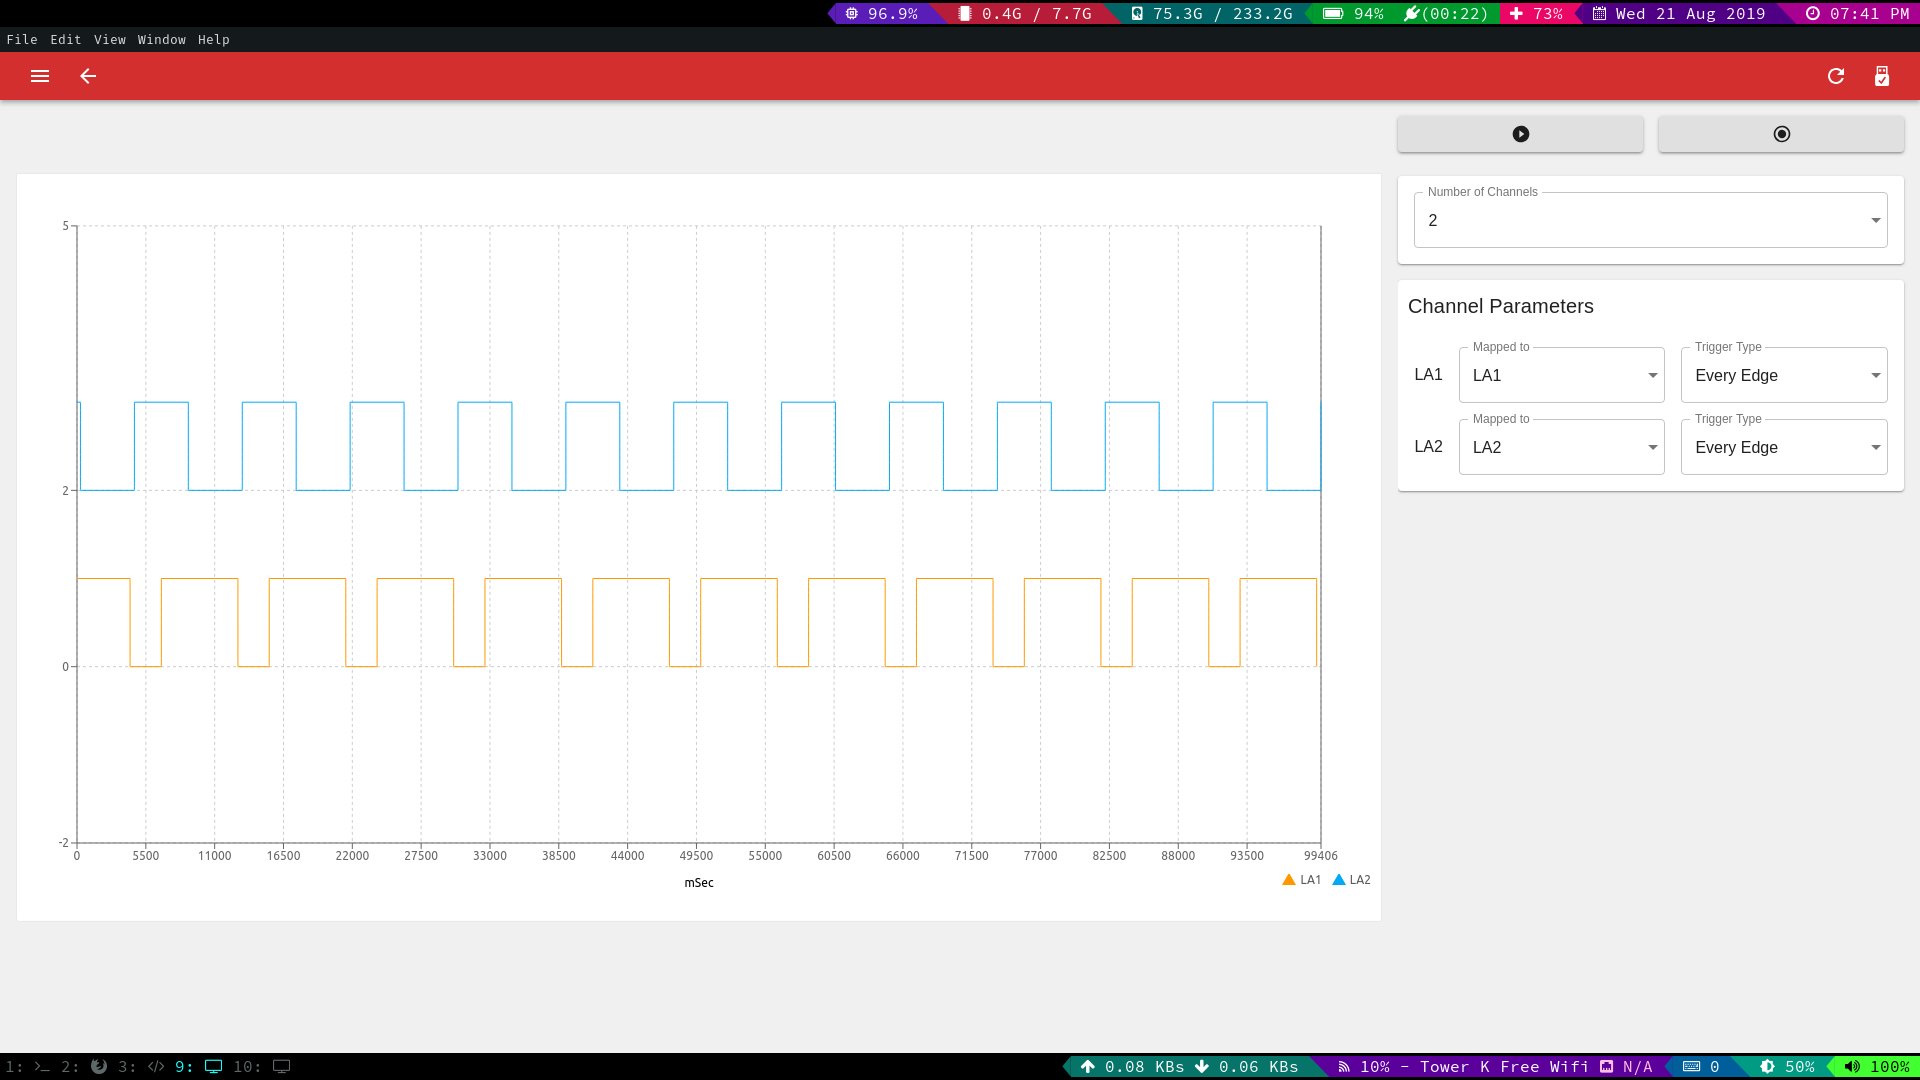 96.9% 0.4G / 7.7G 75.3G / 233.2G 94% (00:22) 73% Wed 21 Aug 2019 07:41 PM
File Edit View Window Help
Number of Channels
2
Channel Parameters
Mapped to Trigger Type
LA1 LA1 Every Edge
Mapped to Trigger Type
LA2 LA2 Every Edge
5
2
0
-2
0 5500 11000 16500 22000 27500 33000 38500 44000 49500 55000 60500 66000 71500 77000 82500 88000 93500 99406
mSec
LA1 LA2
1: 2: 3: 9: 10: 0.08 KBs 0.06 KBs 10% - Tower K Free Wifi N/A 0 50% 100%